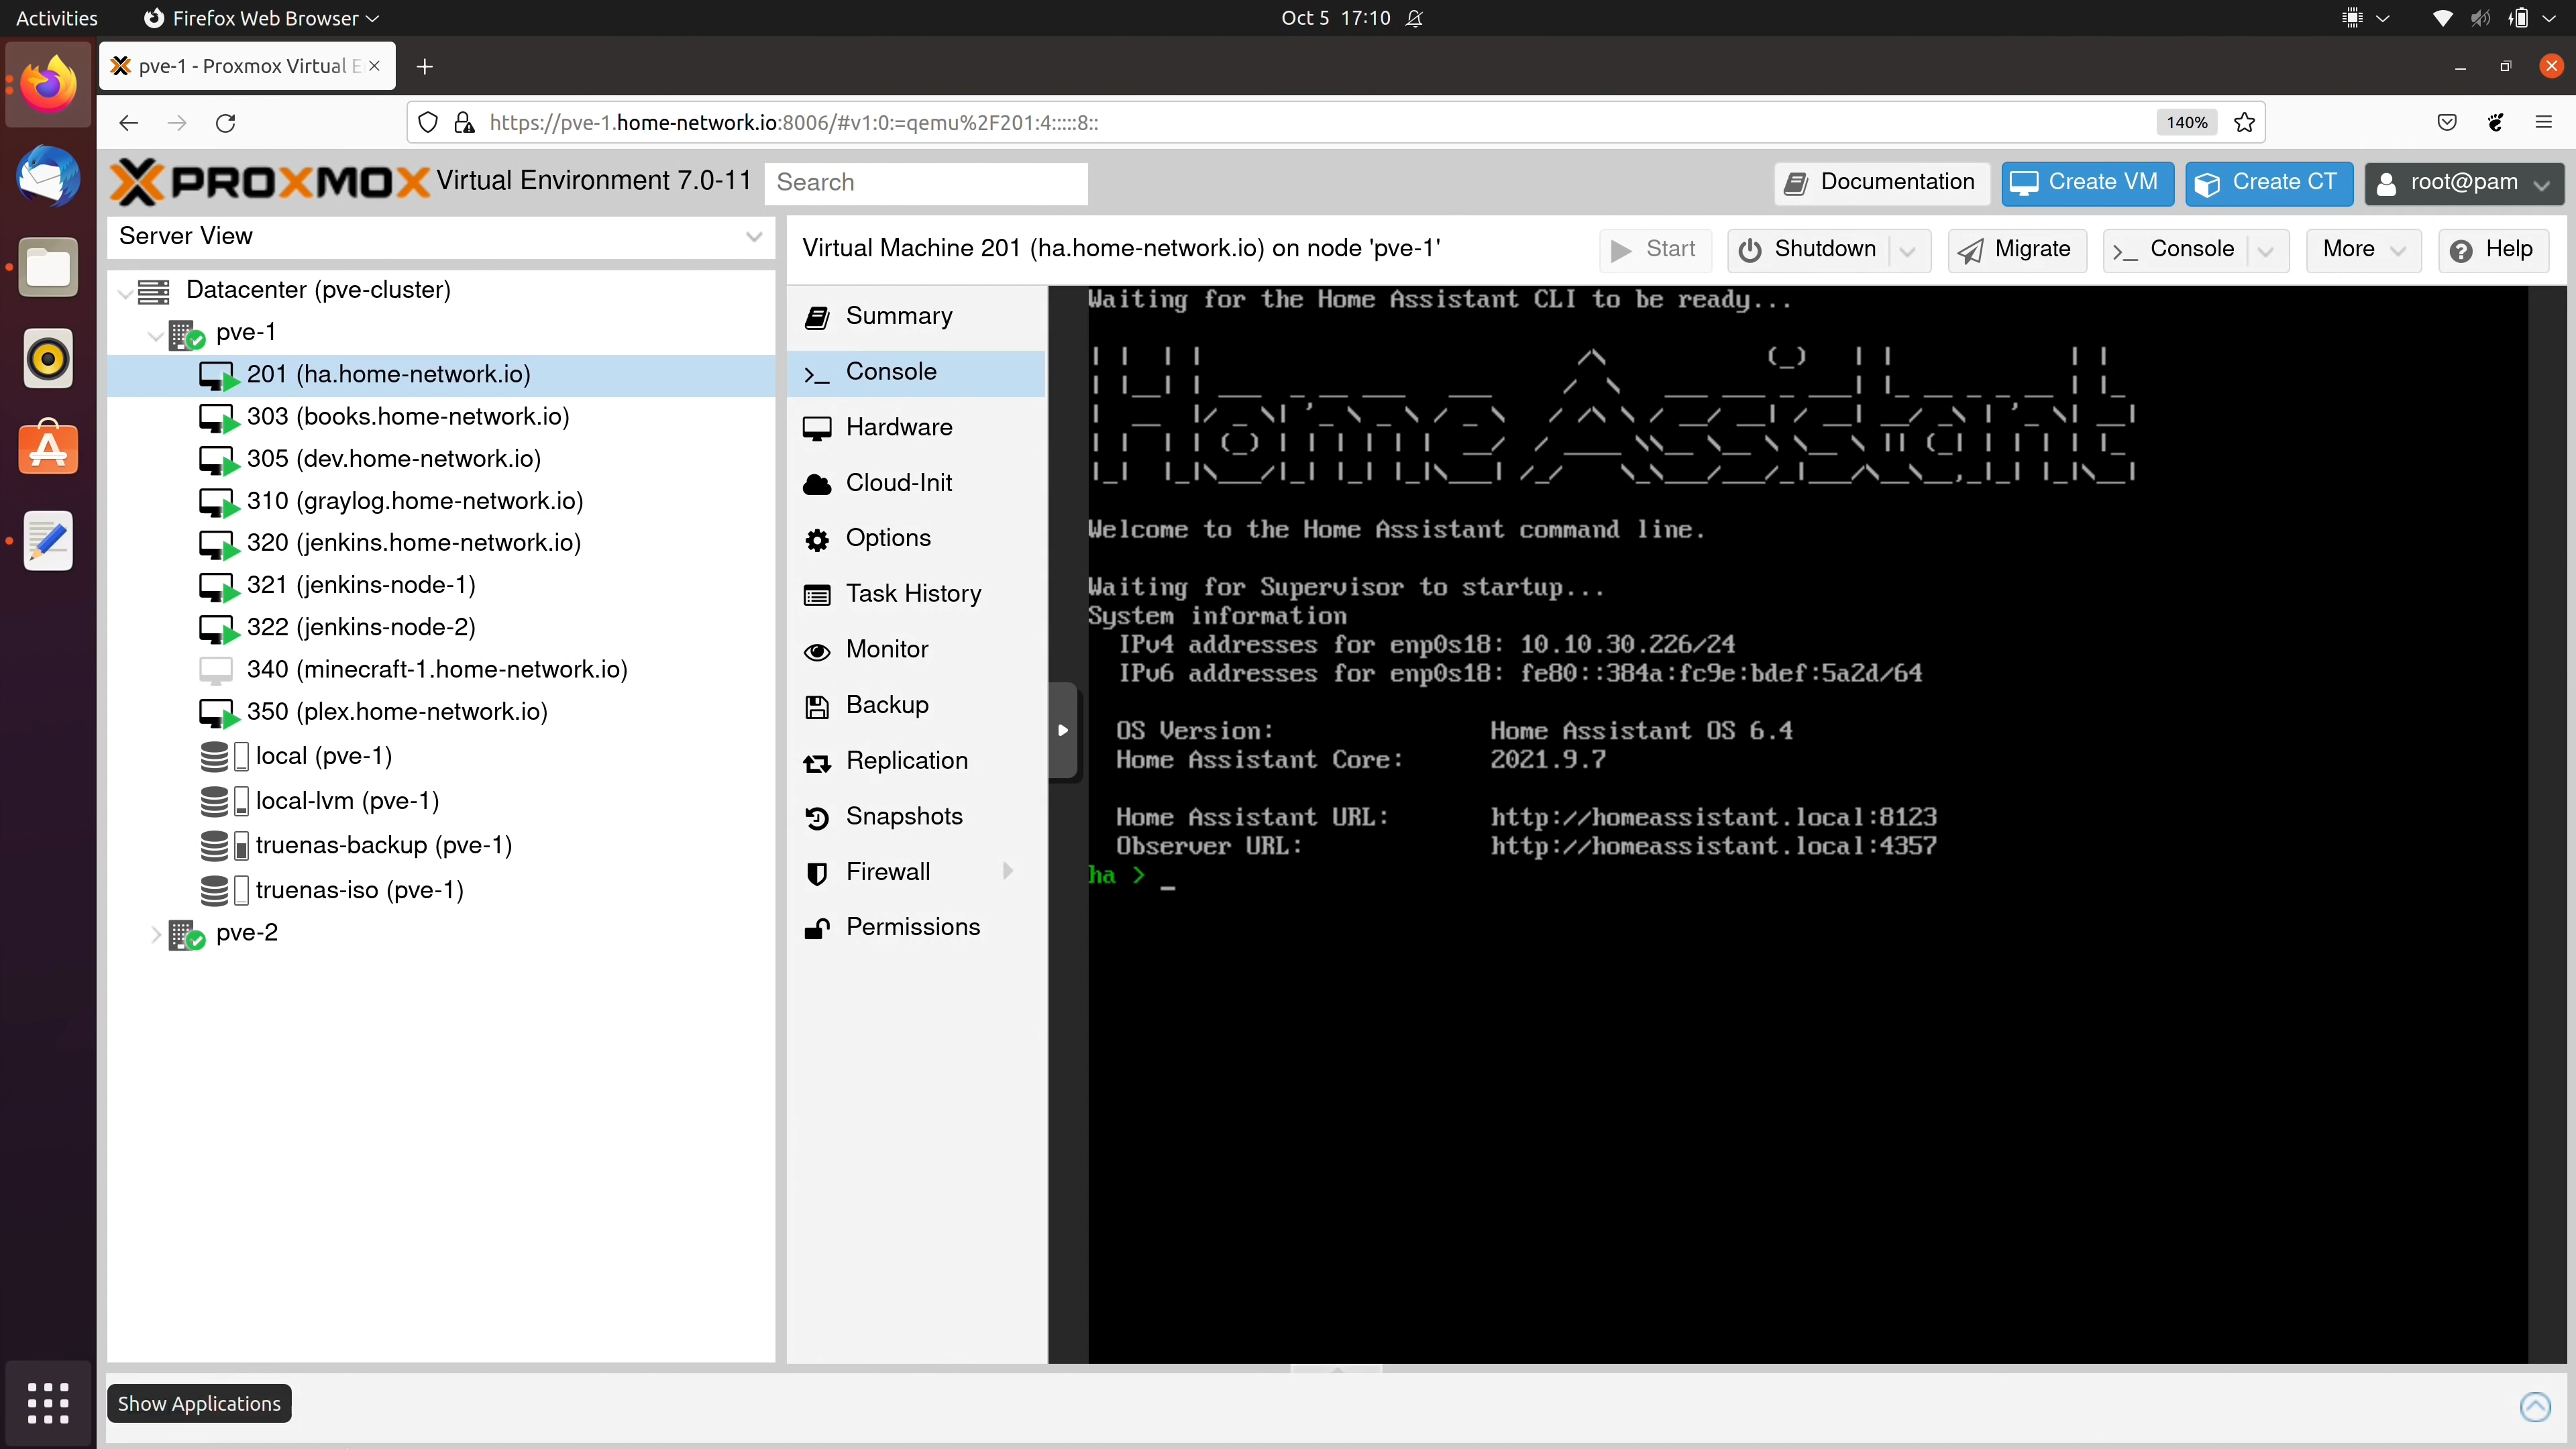 Activities Firefox Web Browser Oct 5 17:10
pve-1 - Proxmox Virtual E
https://pve-1.home-network.io:8006/#v1:0:=qemu%2F201:4:::::8:: 140%
PROXMOX Virtual Environment 7.0-11 Search Documentation Create VM Create CT root@pam
Server View
Datacenter (pve-cluster)
pve-1
201 (ha.home-network.io)
303 (books.home-network.io)
305 (dev.home-network.io)
310 (graylog.home-network.io)
320 (jenkins.home-network.io)
321 (jenkins-node-1)
322 (jenkins-node-2)
340 (minecraft-1.home-network.io)
350 (plex.home-network.io)
local (pve-1)
local-lvm (pve-1)
truenas-backup (pve-1)
truenas-iso (pve-1)
pve-2
Virtual Machine 201 (ha.home-network.io) on node 'pve-1' Start Shutdown Migrate Console More Help
Summary
Console
Hardware
Cloud-Init
Options
Task History
Monitor
Backup
Replication
Snapshots
Firewall
Permissions
Waiting for the Home Assistant CLI to be ready...
Home Assistant
Welcome to the Home Assistant command line.
Waiting for Supervisor to startup...
System information
IPv4 addresses for enp0s18: 10.10.30.226/24
IPv6 addresses for enp0s18: fe80::384a:fc9e:bdef:5a2d/64
OS Version: Home Assistant OS 6.4
Home Assistant Core: 2021.9.7
Home Assistant URL: http://homeassistant.local:8123
Observer URL: http://homeassistant.local:4357
ha > _
Show Applications